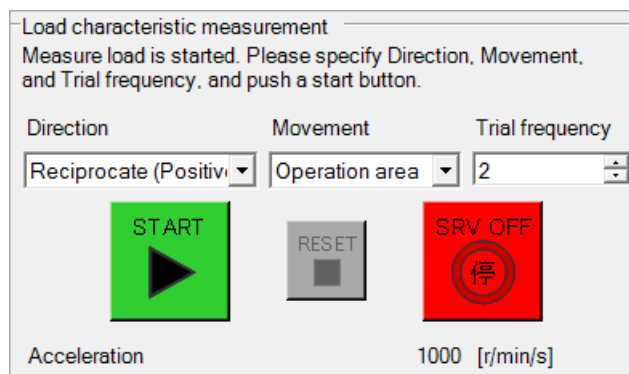 Load characteristic measurement
Measure load is started. Please specify Direction, Movement,
and Trial frequency, and push a start button.
Direction Movement Trial frequency
Reciprocate (Positiv Operation area 2
START RESET SRV OFF
停
Acceleration 1000 [r/min/s]